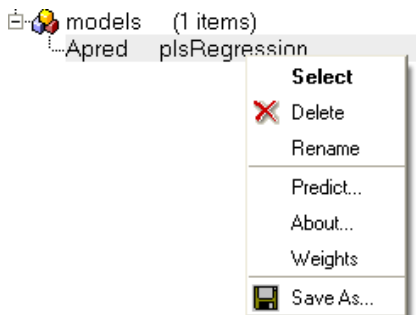 models (1 items)
Apred plsRegression
Select
Delete
Rename
Predict...
About...
Weights
Save As...